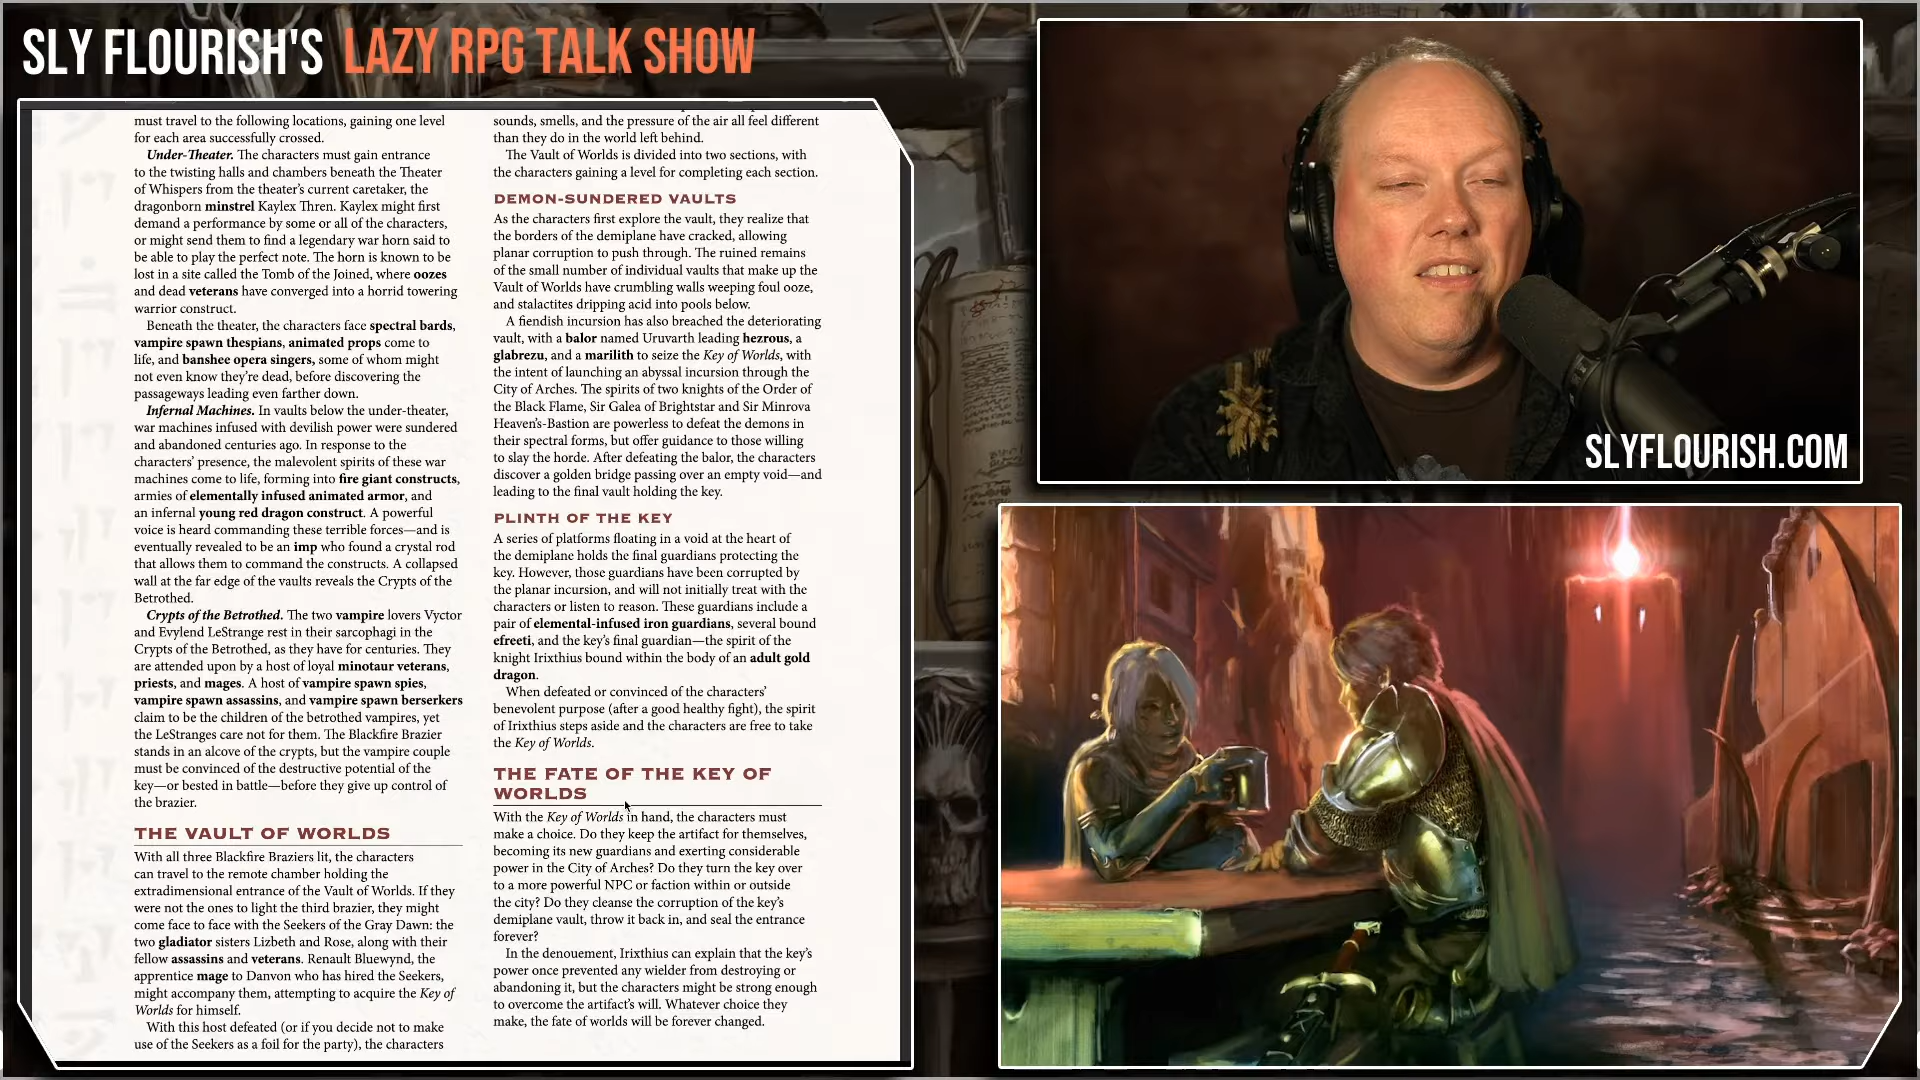 SLY FLOURISH'S LAZY RPG TALK SHOW
must travel to the following locations, gaining one level
for each area successfully crossed.
Under-Theater. The characters must gain entrance
to the twisting halls and chambers beneath the Theater
of Whispers from the theater's current caretaker, the
dragonborn minstrel Kaylex Thren. Kaylex might first
demand a performance by some or all of the characters,
or might send them to find a legendary war horn said to
be able to play the perfect note. The horn is known to be
lost in a site called the Tomb of the Joined, where oozes
and dead veterans have converged into a horrid towering
warrior construct.
Beneath the theater, the characters face spectral bards,
vampire spawn thespians, animated props come to
life, and banshee opera singers, some of whom might
not even know they're dead, before discovering the
passageways leading even farther down.
Infernal Machines. In vaults below the under-theater,
war machines infused with devilish power were sundered
and abandoned centuries ago. In response to the
characters' presence, the malevolent spirits of these war
machines come to life, forming into fire giant constructs,
armies of elementally infused animated armor, and
an infernal young red dragon construct. A powerful
voice is heard commanding these terrible forces—and is
eventually revealed to be an imp who found a crystal rod
that allows them to command the constructs. A collapsed
wall at the far edge of the vaults reveals the Crypts of the
Betrothed.
Crypts of the Betrothed. The two vampire lovers Vyctor
and Evylend LeStrange rest in their sarcophagi in the
Crypts of the Betrothed, as they have for centuries. They
are attended upon by a host of loyal minotaur veterans,
priests, and mages. A host of vampire spawn spies,
vampire spawn assassins, and vampire spawn berserkers
claim to be the children of the betrothed vampires, yet
the LeStranges care not for them. The Blackfire Brazier
stands in an alcove of the crypts, but the vampire couple
must be convinced of the destructive potential of the
key—or bested in battle—before they give up control of
the brazier.
THE VAULT OF WORLDS
With all three Blackfire Braziers lit, the characters
can travel to the remote chamber holding the
extradimensional entrance of the Vault of Worlds. If they
were not the ones to light the third brazier, they might
come face to face with the Seekers of the Gray Dawn: the
two gladiator sisters Lizbeth and Rose, along with their
fellow assassins and veterans. Renault Bluewynd, the
apprentice mage to Danvon who has hired the Seekers,
might accompany them, attempting to acquire the Key of
Worlds for himself.
With this host defeated (or if you decide not to make
use of the Seekers as a foil for the party), the characters
sounds, smells, and the pressure of the air all feel different
than they do in the world left behind.
The Vault of Worlds is divided into two sections, with
the characters gaining a level for completing each section.
DEMON-SUNDERED VAULTS
As the characters first explore the vault, they realize that
the borders of the demiplane have cracked, allowing
planar corruption to push through. The ruined remains
of the small number of individual vaults that make up the
Vault of Worlds have crumbling walls weeping foul ooze,
and stalactites dripping acid into pools below.
A fiendish incursion has also breached the deteriorating
vault, with a balor named Uruvarth leading hezrous, a
glabrezu, and a marilith to seize the Key of Worlds, with
the intent of launching an abyssal incursion through the
City of Arches. The spirits of two knights of the Order of
the Black Flame, Sir Galea of Brightstar and Sir Minrova
Heaven's-Bastion are powerless to defeat the demons in
their spectral forms, but offer guidance to those willing
to slay the horde. After defeating the balor, the characters
discover a golden bridge passing over an empty void—and
leading to the final vault holding the key.
PLINTH OF THE KEY
A series of platforms floating in a void at the heart of
the demiplane holds the final guardians protecting the
key. However, those guardians have been corrupted by
the planar incursion, and will not initially treat with the
characters or listen to reason. These guardians include a
pair of elemental-infused iron guardians, several bound
efreeti, and the key's final guardian—the spirit of the
knight Irixthius bound within the body of an adult gold
dragon.
When defeated or convinced of the characters'
benevolent purpose (after a good healthy fight), the spirit
of Irixthius steps aside and the characters are free to take
the Key of Worlds.
THE FATE OF THE KEY OF
WORLDS
With the Key of Worlds in hand, the characters must
make a choice. Do they keep the artifact for themselves,
becoming its new guardians and exerting considerable
power in the City of Arches? Do they turn the key over
to a more powerful NPC or faction within or outside
the city? Do they cleanse the corruption of the key's
demiplane vault, throw it back in, and seal the entrance
forever?
In the denouement, Irixthius can explain that the key's
power once prevented any wielder from destroying or
abandoning it, but the characters might be strong enough
to overcome the artifact's will. Whatever choice they
make, the fate of worlds will be forever changed.
SLYFLOURISH.COM